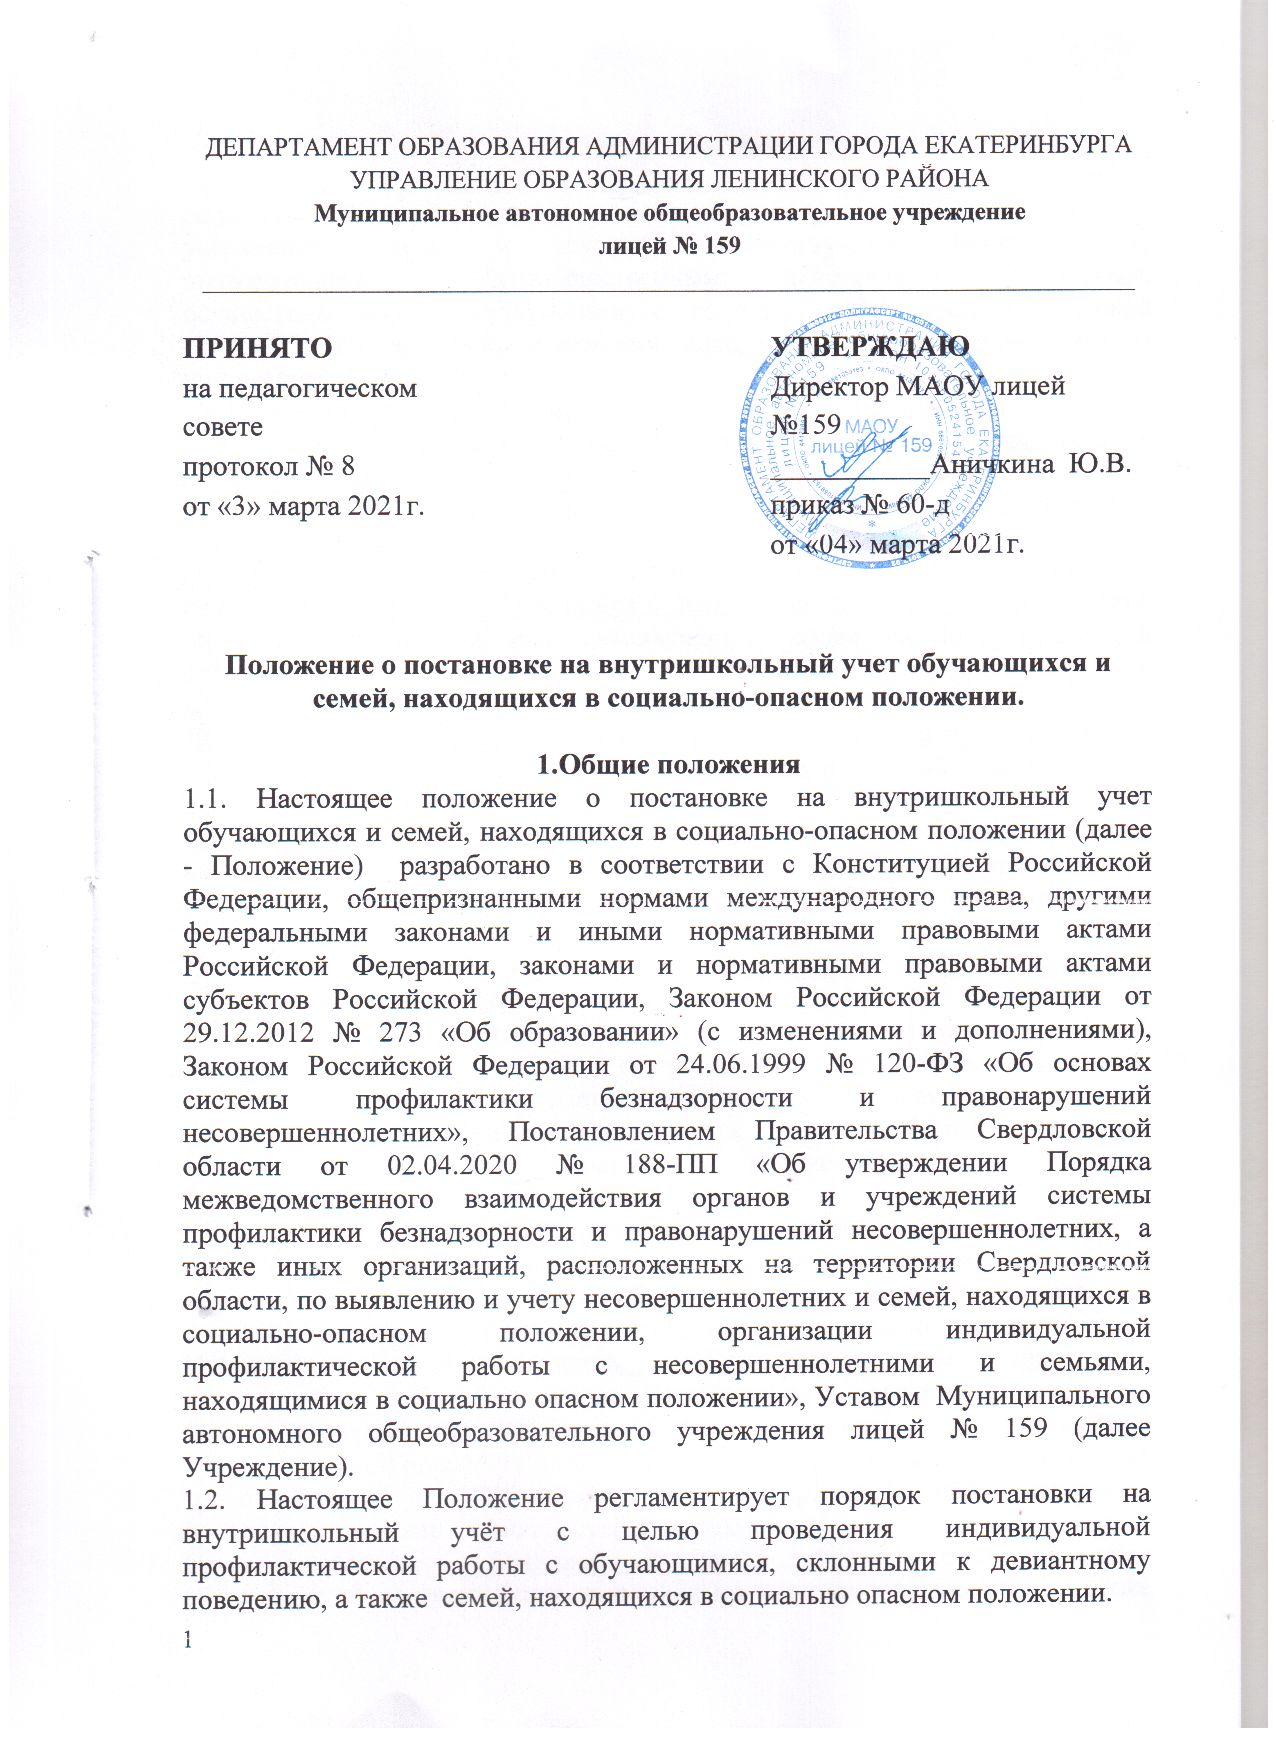 ДЕПАРТАМЕНТ ОБРАЗОВАНИЯ АДМИНИСТРАЦИИ ГОРОДА ЕКАТЕРИНБУРГА
УПРАВЛЕНИЕ ОБРАЗОВАНИЯ ЛЕНИНСКОГО РАЙОНА
Муниципальное автономное общеобразовательное учреждение
лицей № 159
ПРИНЯТО
на педагогическом
совете
протокол № 8
от «3» марта 2021г.
УТВЕРЖДАЮ
Директор МАОУ лицей
№159
Аничкина Ю.В.
приказ № 60-д
от «04» марта 2021г.
МАОУ
лицей № 159
Положение о постановке на внутришкольный учет обучающихся и
семей, находящихся в социально-опасном положении.
1.Общие положения
1.1. Настоящее положение о постановке на внутришкольный учет
обучающихся и семей, находящихся в социально-опасном положении (далее
- Положение) разработано в соответствии с Конституцией Российской
Федерации, общепризнанными нормами международного права, другими
федеральными законами и иными нормативными правовыми актами
Российской Федерации, законами и нормативными правовыми актами
субъектов Российской Федерации, Законом Российской Федерации от
29.12.2012 № 273 «Об образовании» (с изменениями и дополнениями),
Законом Российской Федерации от 24.06.1999 № 120-ФЗ «Об основах
системы профилактики безнадзорности и правонарушений
несовершеннолетних», Постановлением Правительства Свердловской
области от 02.04.2020 № 188-ПП «Об утверждении Порядка
межведомственного взаимодействия органов и учреждений системы
профилактики безнадзорности и правонарушений несовершеннолетних, а
также иных организаций, расположенных на территории Свердловской
области, по выявлению и учету несовершеннолетних и семей, находящихся в
социально-опасном положении, организации индивидуальной
профилактической работы с несовершеннолетними и семьями,
находящимися в социально опасном положении», Уставом Муниципального
автономного общеобразовательного учреждения лицей № 159 (далее
Учреждение).
1.2. Настоящее Положение регламентирует порядок постановки на
внутришкольный учёт с целью проведения индивидуальной
профилактической работы с обучающимися, склонными к девиантному
поведению, а также семей, находящихся в социально опасном положении.
1